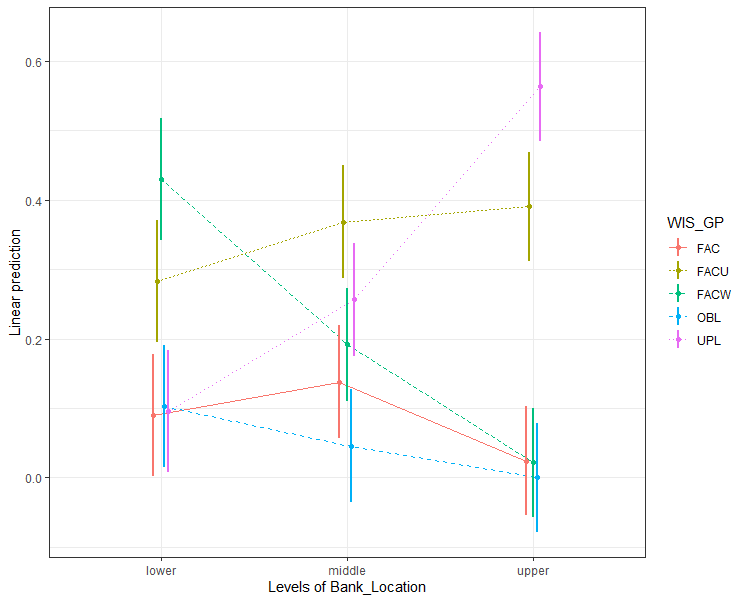 0.6
0.4
0.2
0.0
Linear prediction
lower middle upper
Levels of Bank_Location
WIS_GP
FAC
FACU
FACW
OBL
UPL